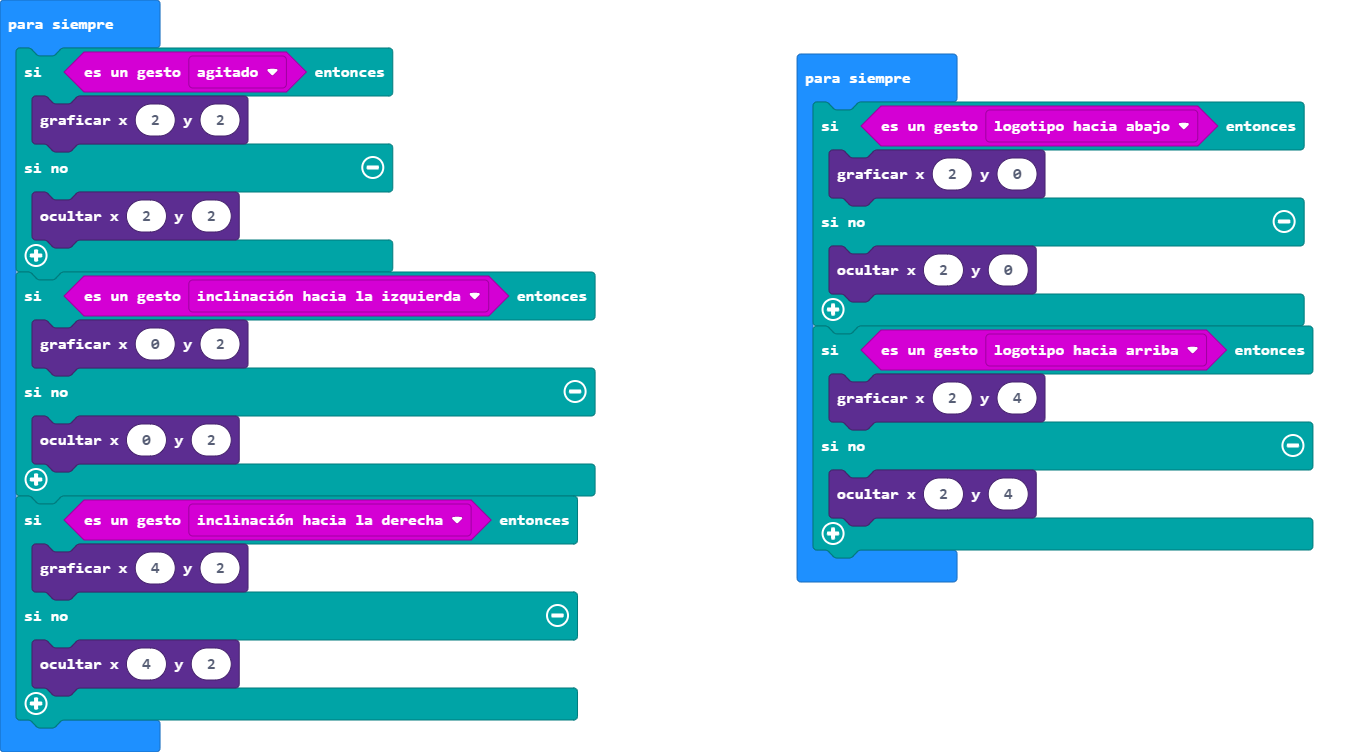 para siempre
si es un gesto agitado entonces
graficar x 2 y 2
si no
ocultar x 2 y 2
si es un gesto inclinación hacia la izquierda entonces
graficar x 0 y 2
si no
ocultar x 0 y 2
si es un gesto inclinación hacia la derecha entonces
graficar x 4 y 2
si no
ocultar x 4 y 2
para siempre
si es un gesto logotipo hacia abajo entonces
graficar x 2 y 0
si no
ocultar x 2 y 0
si es un gesto logotipo hacia arriba entonces
graficar x 2 y 4
si no
ocultar x 2 y 4